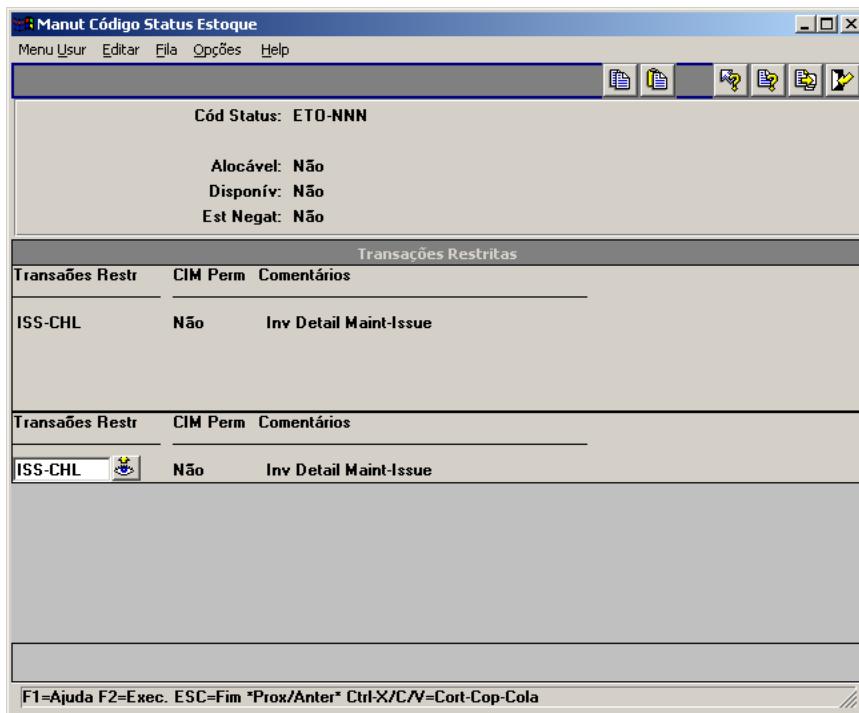 Manut Código Status Estoque
Menu Usur Editar Fila Opções Help
Cód Status: ETO-NNN
Alocável: Não
Disponív: Não
Est Negat: Não
Transações Restritas
Transaões Restr CIM Perm Comentários
ISS-CHL Não Inv Detail Maint-Issue
Transaões Restr CIM Perm Comentários
ISS-CHL Não Inv Detail Maint-Issue
F1=Ajuda F2=Exec. ESC=Fim *Prox/Anter* Ctrl-X/C/V=Cort-Cop-Cola